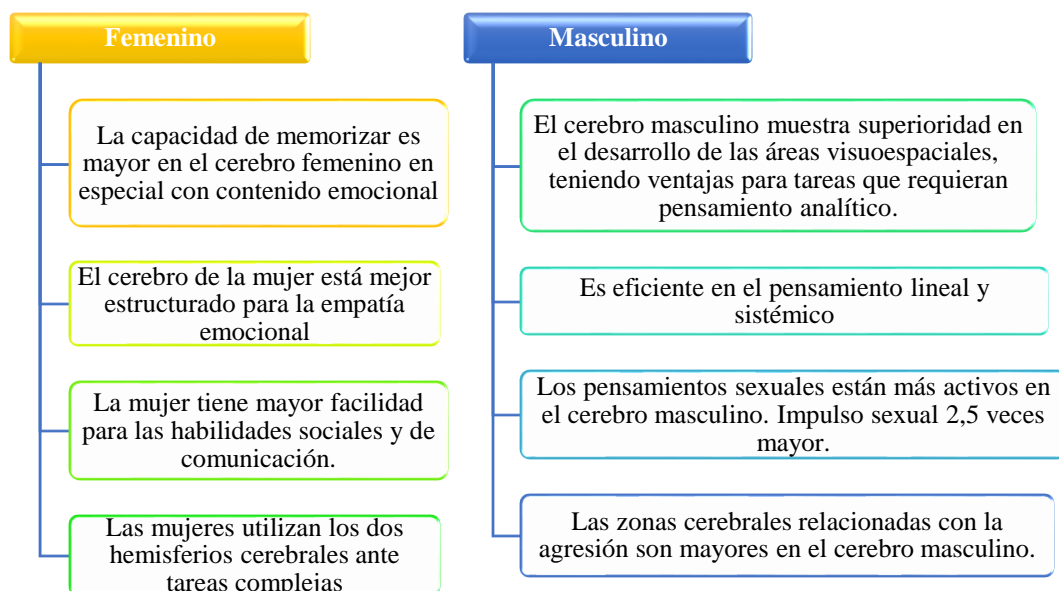 Femenino
La capacidad de memorizar es
mayor en el cerebro femenino en
especial con contenido emocional
El cerebro de la mujer está mejor
estructurado para la empatía
emocional
La mujer tiene mayor facilidad
para las habilidades sociales y de
comunicación.
Las mujeres utilizan los dos
hemisferios cerebrales ante
tareas complejas
Masculino
El cerebro masculino muestra superioridad en
el desarrollo de las áreas visuoespaciales,
teniendo ventajas para tareas que requieran
pensamiento analítico.
Es eficiente en el pensamiento lineal y
sistémico
Los pensamientos sexuales están más activos en
el cerebro masculino. Impulso sexual 2,5 veces
mayor.
Las zonas cerebrales relacionadas con la
agresión son mayores en el cerebro masculino.